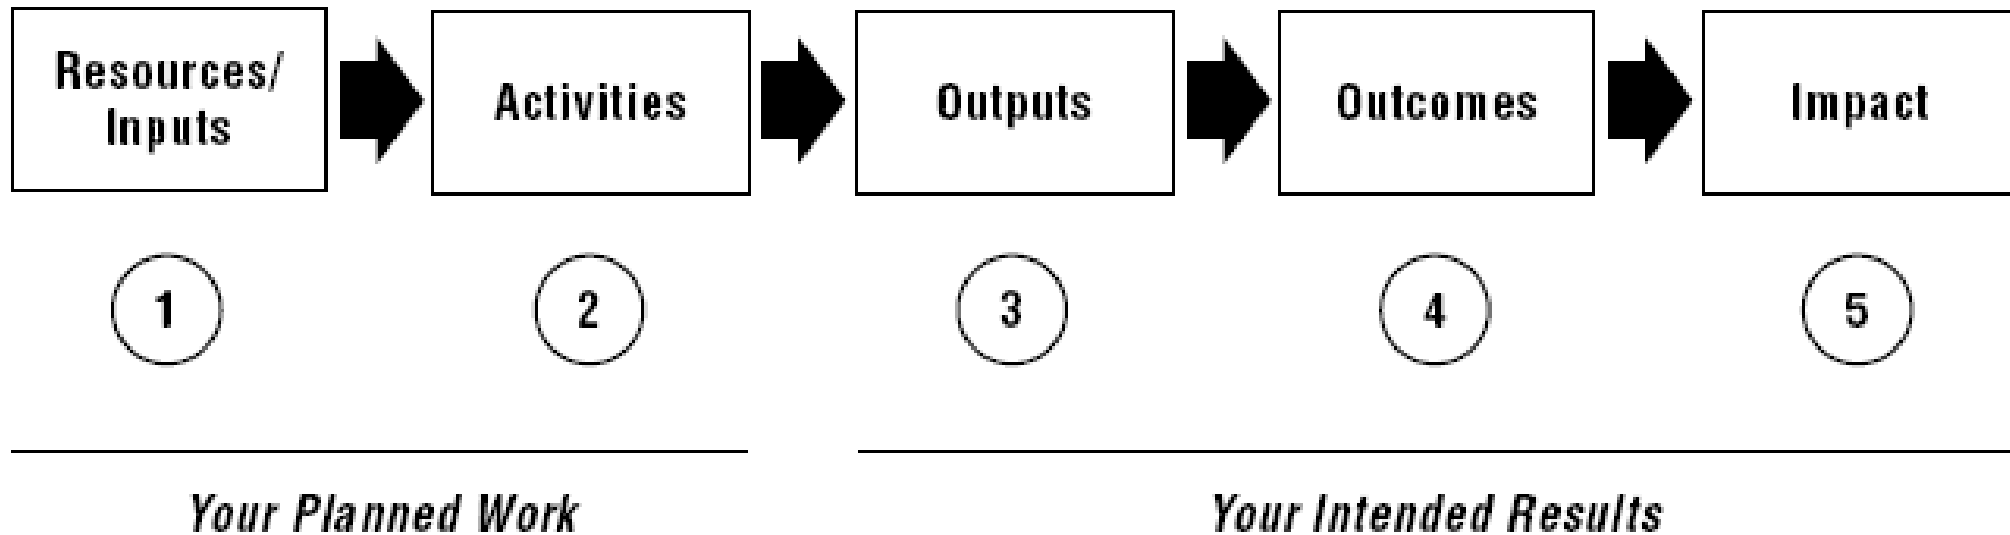 Resources/
Inputs
Activities
Outputs
Outcomes
Impact
1
2
3
4
5
Your Planned Work
Your Intended Results